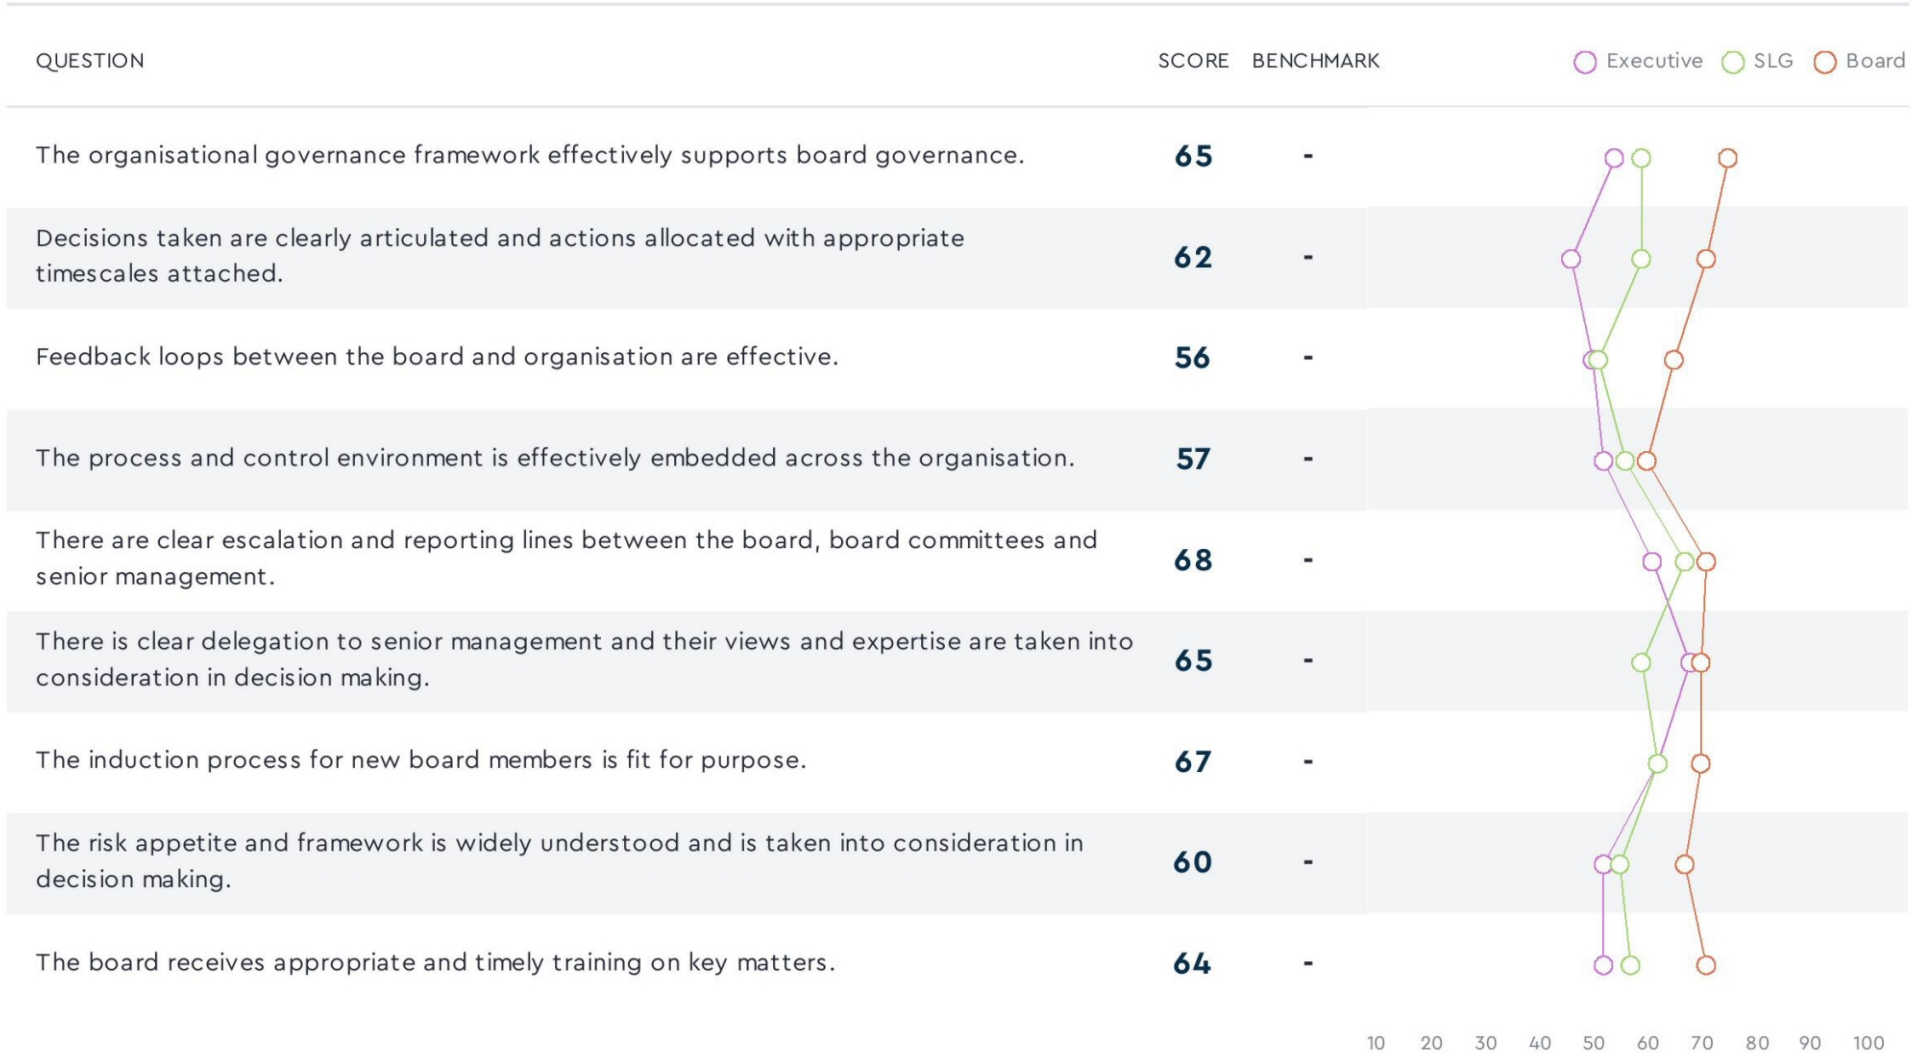 QUESTION SCORE BENCHMARK Executive SLG Board
The organisational governance framework effectively supports board governance. 65 -
Decisions taken are clearly articulated and actions allocated with appropriate
timescales attached. 62 -
Feedback loops between the board and organisation are effective. 56 -
The process and control environment is effectively embedded across the organisation. 57 -
There are clear escalation and reporting lines between the board, board committees and
senior management. 68 -
There is clear delegation to senior management and their views and expertise are taken into
consideration in decision making. 65 -
The induction process for new board members is fit for purpose. 67 -
The risk appetite and framework is widely understood and is taken into consideration in
decision making. 60 -
The board receives appropriate and timely training on key matters. 64 -
10 20 30 40 50 60 70 80 90 100